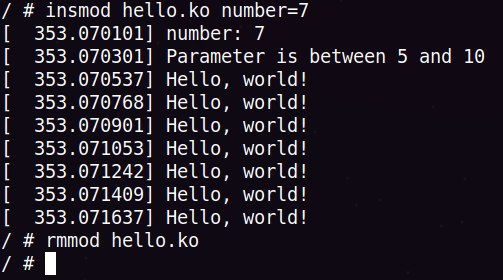 / # insmod hello.ko number=7
[  353.070101] number: 7
[  353.070301] Parameter is between 5 and 10
[  353.070537] Hello, world!
[  353.070768] Hello, world!
[  353.070901] Hello, world!
[  353.071053] Hello, world!
[  353.071242] Hello, world!
[  353.071409] Hello, world!
[  353.071637] Hello, world!
/ # rmmod hello.ko
/ #